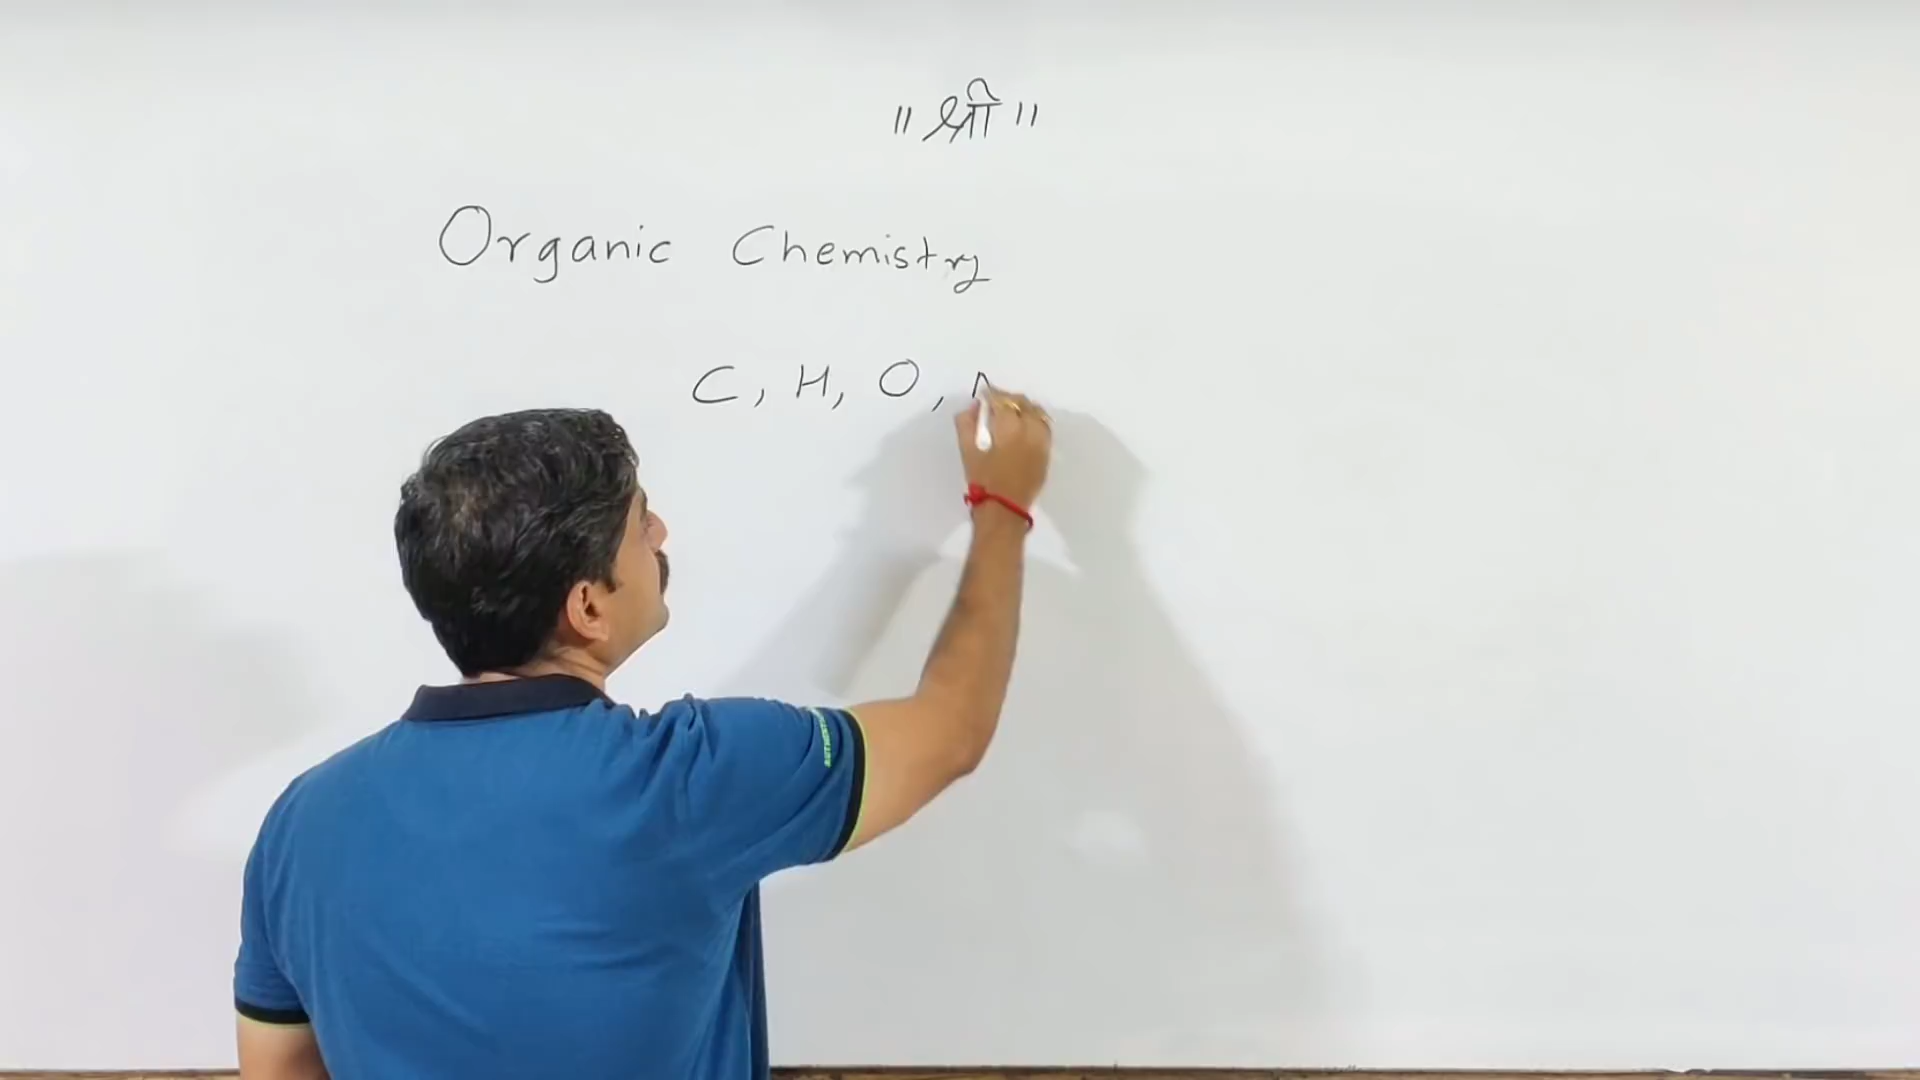 ॥ श्री ॥
Organic Chemistry
C, H, O,